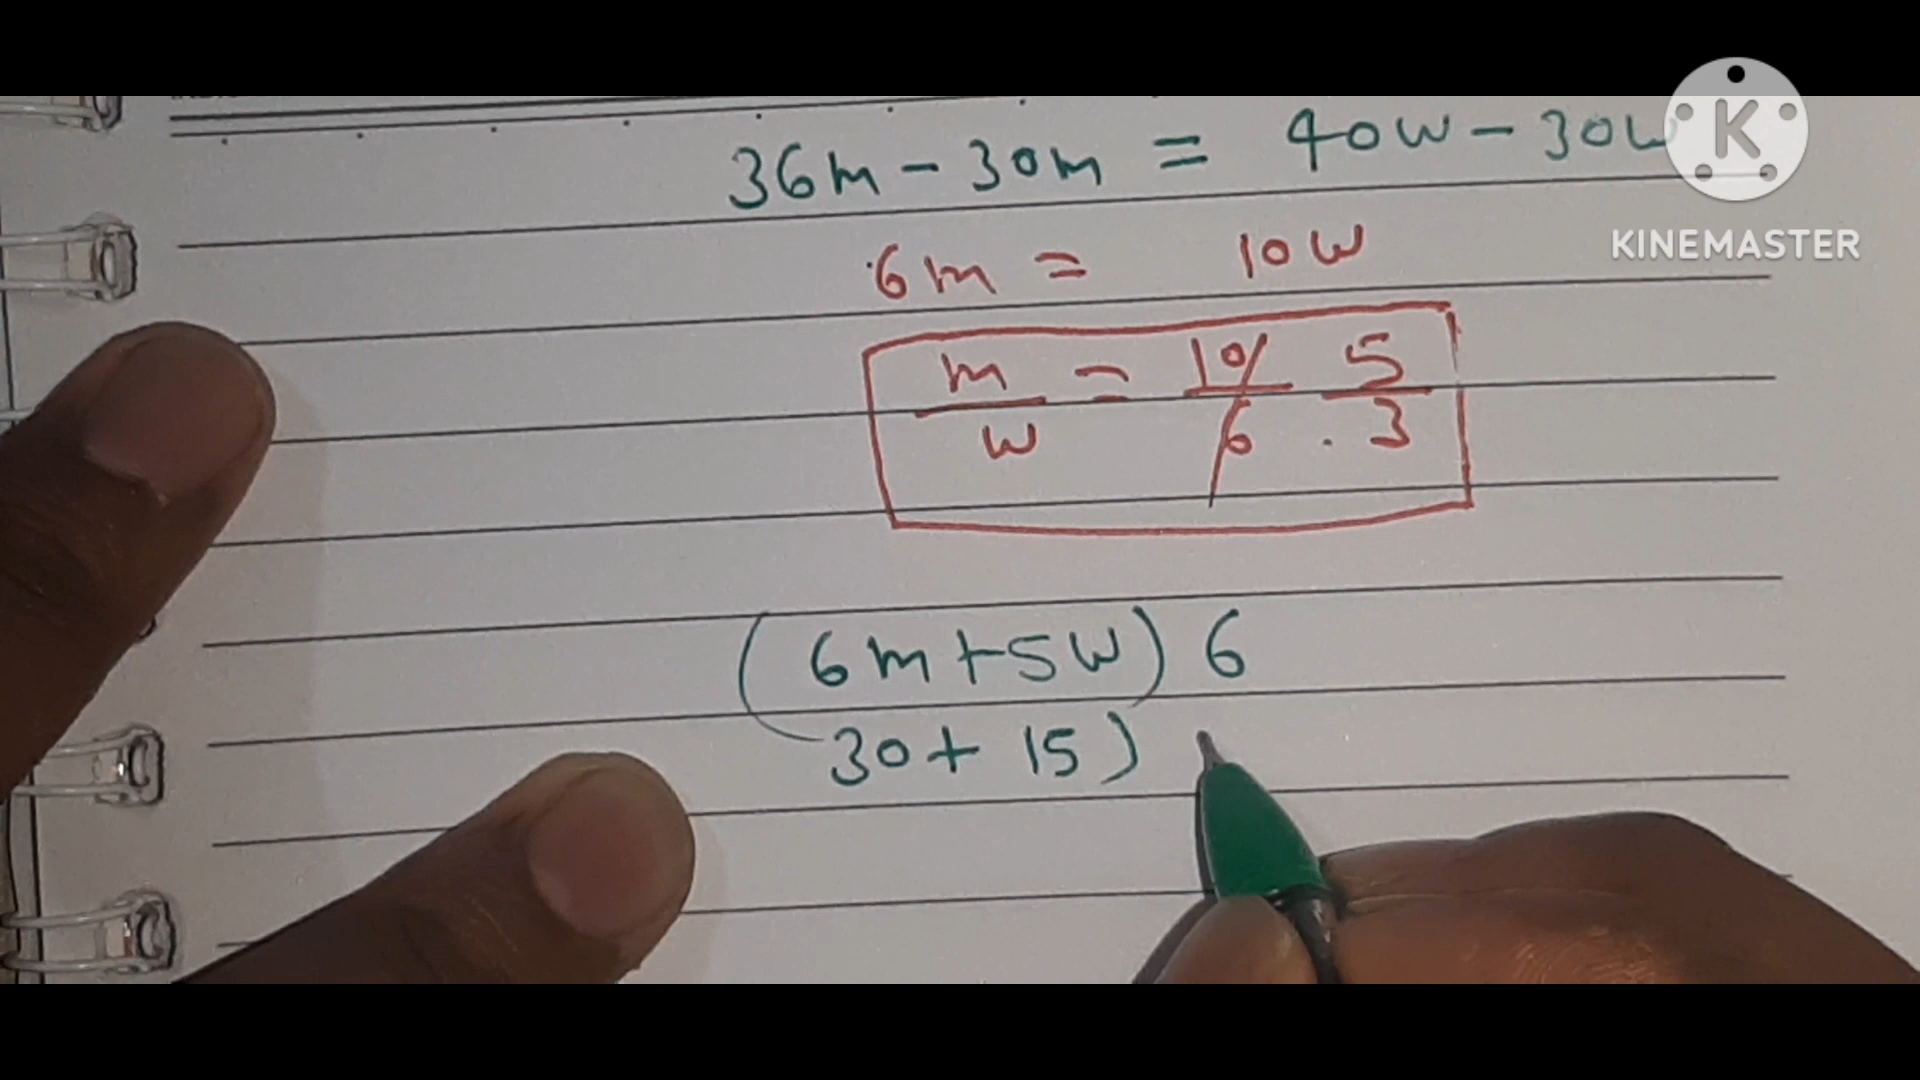 36m - 30m = 40w - 30w
K
KINEMASTER
6m = 10w
m/w = 10/6 5/3
(6m+5w) 6
30 + 15)